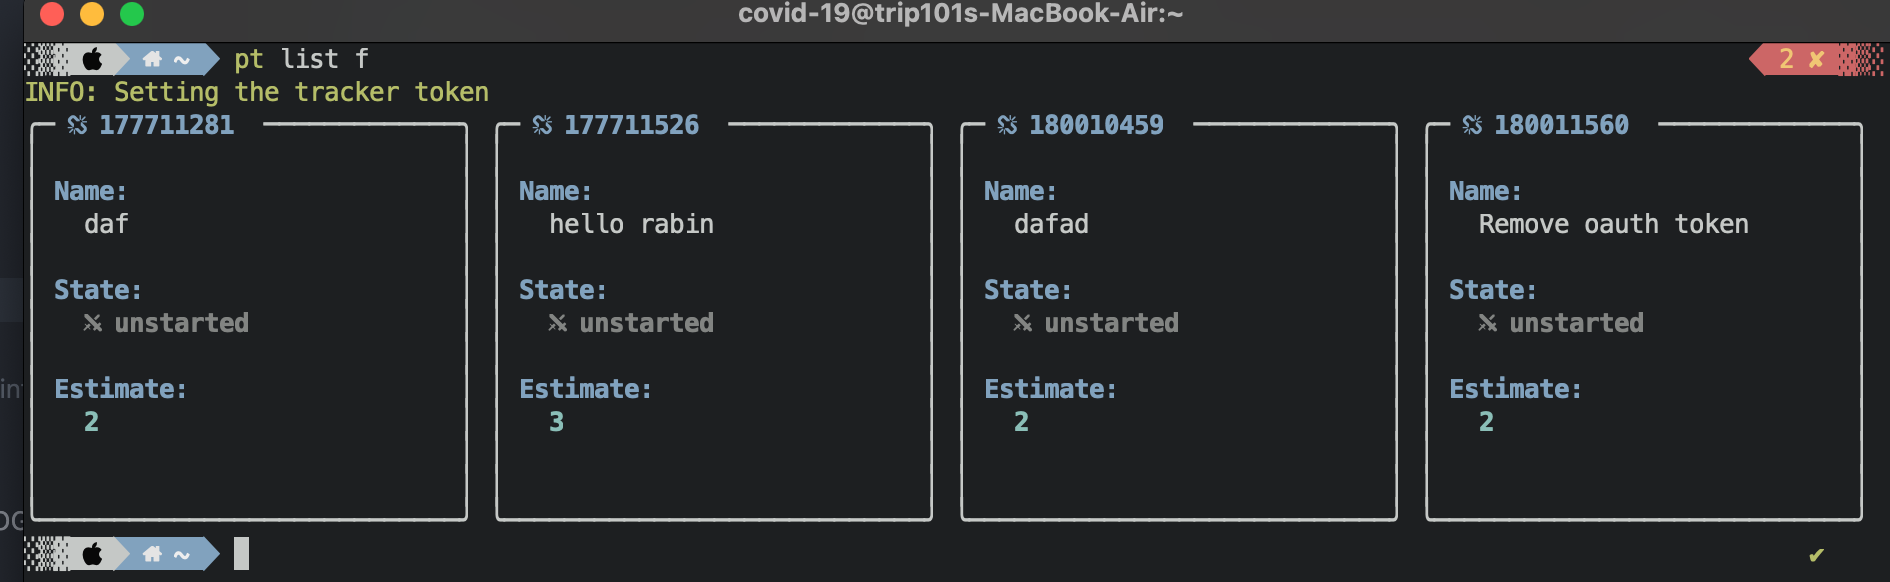 covid-19@trip101s-MacBook-Air:~
~ pt list f 2 ✘
INFO: Setting the tracker token
177711281
Name:
daf
State:
unstarted
Estimate:
2
177711526
Name:
hello rabin
State:
unstarted
Estimate:
3
180010459
Name:
dafad
State:
unstarted
Estimate:
2
180011560
Name:
Remove oauth token
State:
unstarted
Estimate:
2
~ ✔